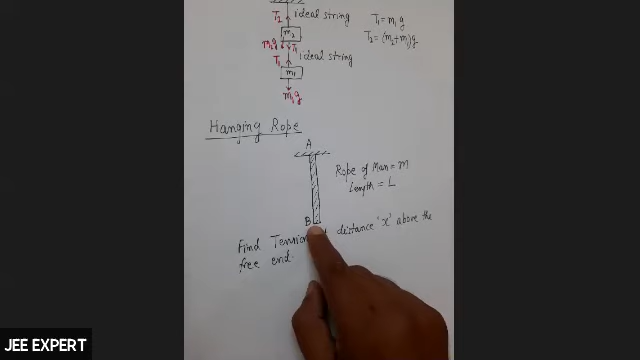 T₂ ideal string
T₁ = m₁g
m₂
T₂ = (m₂+m₁)g
m₂g T₁
T₁ ideal string
m₁
m₁g
Hanging Rope
A
Rope of Mass = m
Length = L
B
Find Tension distance 'x' above the
free end.
JEE EXPERT